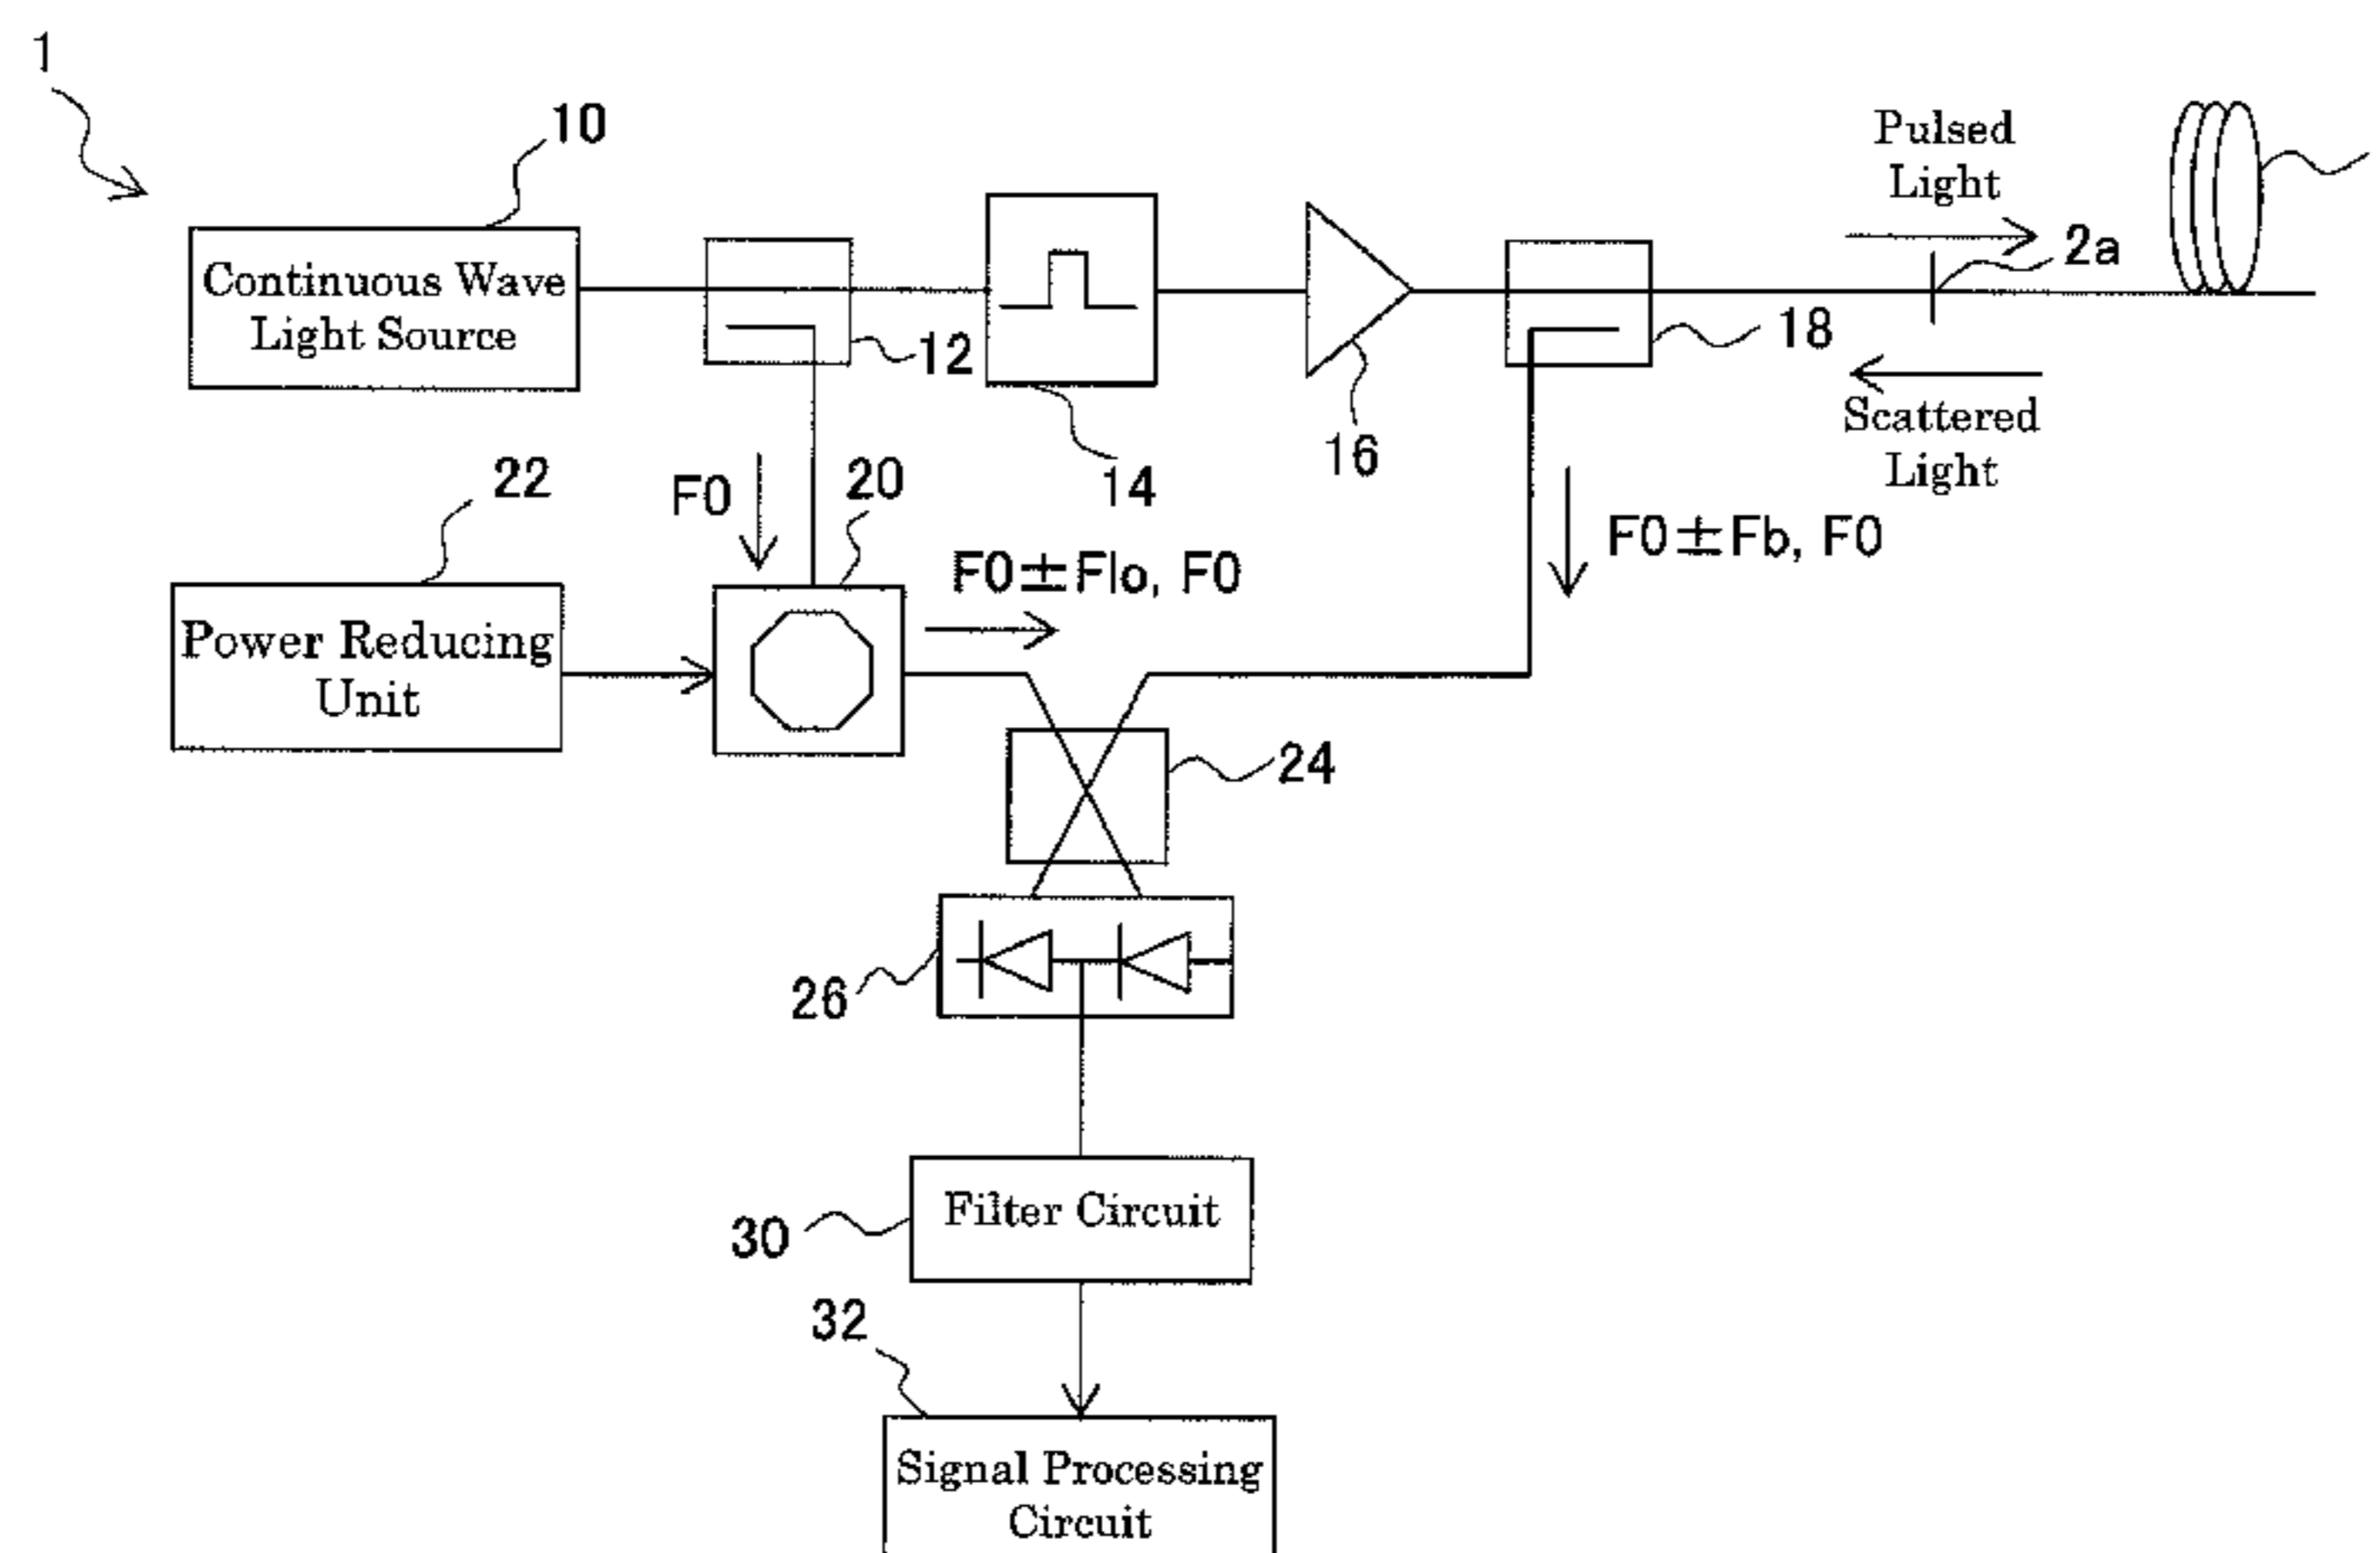 1
10
Pulsed
Light
Continuous Wave
Light Source
2a
12
18
14
16
Scattered
Light
22
F0
20
F0±Flo, F0
F0±Fb, F0
Power Reducing
Unit
24
26
Filter Circuit
30
32
Signal Processing
Circuit